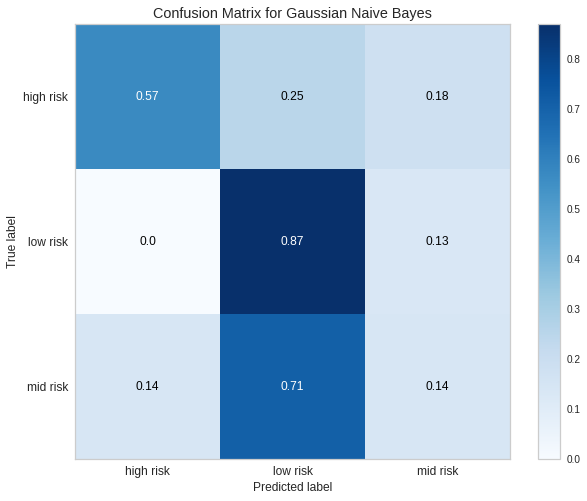 Confusion Matrix for Gaussian Naive Bayes
True label
high risk 0.57 0.25 0.18
low risk 0.0 0.87 0.13
mid risk 0.14 0.71 0.14
high risk low risk mid risk
Predicted label
0.8
0.7
0.6
0.5
0.4
0.3
0.2
0.1
0.0